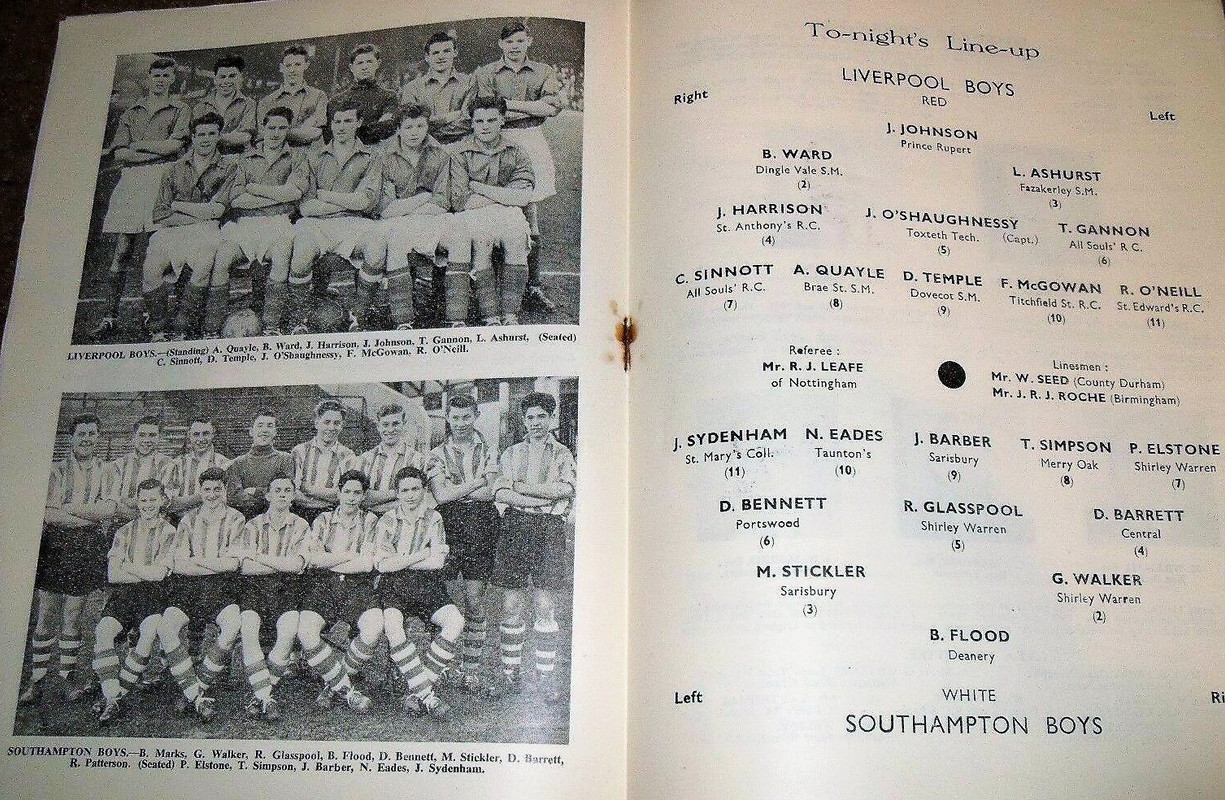 LIVERPOOL BOYS.—(Standing) A. Quayle, B. Ward, J. Harrison, J. Johnson, T. Gannon, L. Ashurst, (Seated)
C. Sinnott, D. Temple, J. O'Shaughnessy, F. McGowan, R. O'Neill.
SOUTHAMPTON BOYS.—B. Marks, G. Walker, R. Glasspool, B. Flood, D. Bennett, M. Stickler, D. Barrett,
R. Patterson. (Seated) P. Elstone, T. Simpson, J. Barber, N. Eades, J. Sydenham.
To-night's Line-up
LIVERPOOL BOYS
RED
Right
Left
J. JOHNSON
Prince Rupert
B. WARD
Dingle Vale S.M.
(2)
L. ASHURST
Fazakerley S.M.
(3)
J. HARRISON
St. Anthony's R.C.
(4)
J. O'SHAUGHNESSY
Toxteth Tech. (Capt.)
(5)
T. GANNON
All Souls' R.C.
(6)
C. SINNOTT
All Souls' R.C.
(7)
A. QUAYLE
Brae St. S.M.
(8)
D. TEMPLE
Dovecot S.M.
(9)
F. McGOWAN
Titchfield St. R.C.
(10)
R. O'NEILL
St. Edward's R.C.
(11)
Referee :
Mr. R. J. LEAFE
of Nottingham
Linesmen :
Mr. W. SEED (County Durham)
Mr. J. R. J. ROCHE (Birmingham)
J. SYDENHAM
St. Mary's Coll.
(11)
N. EADES
Taunton's
(10)
J. BARBER
Sarisbury
(9)
T. SIMPSON
Merry Oak
(8)
P. ELSTONE
Shirley Warren
(7)
D. BENNETT
Portswood
(6)
R. GLASSPOOL
Shirley Warren
(5)
D. BARRETT
Central
(4)
M. STICKLER
Sarisbury
(3)
G. WALKER
Shirley Warren
(2)
B. FLOOD
Deanery
Left
Ri
WHITE
SOUTHAMPTON BOYS